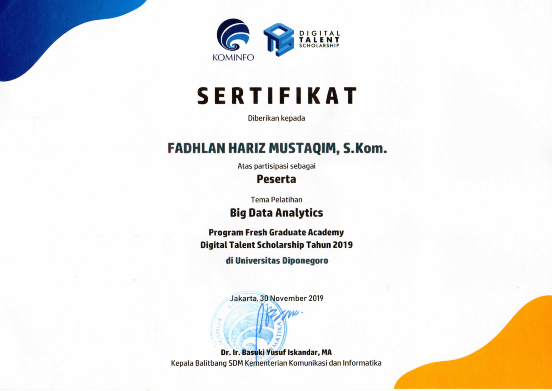 KOMINFO
DIGITAL
TALENT
SCHOLARSHIP
SERTIFIKAT
Diberikan kepada
FADHLAN HARIZ MUSTAQIM, S.Kom.
Atas partisipasi sebagai
Peserta
Tema Pelatihan
Big Data Analytics
Program Fresh Graduate Academy
Digital Talent Scholarship Tahun 2019
di Universitas Diponegoro
Jakarta, 30 November 2019
Dr. Ir. Basuki Yusuf Iskandar, MA
Kepala Balitbang SDM Kementerian Komunikasi dan Informatika